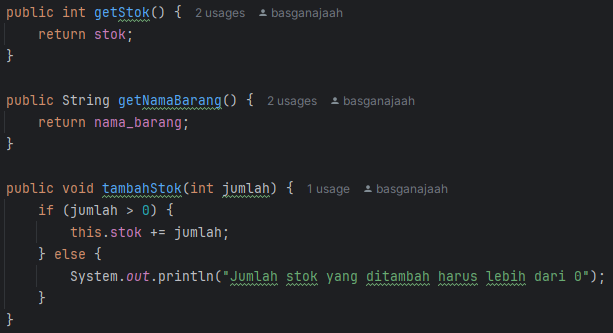 public int getStok() {  2 usages  basganajaah
    return stok;
}

public String getNamaBarang() {  2 usages  basganajaah
    return nama_barang;
}

public void tambahStok(int jumlah) {  1 usage  basganajaah
    if (jumlah > 0) {
        this.stok += jumlah;
    } else {
        System.out.println("Jumlah stok yang ditambah harus lebih dari 0");
    }
}